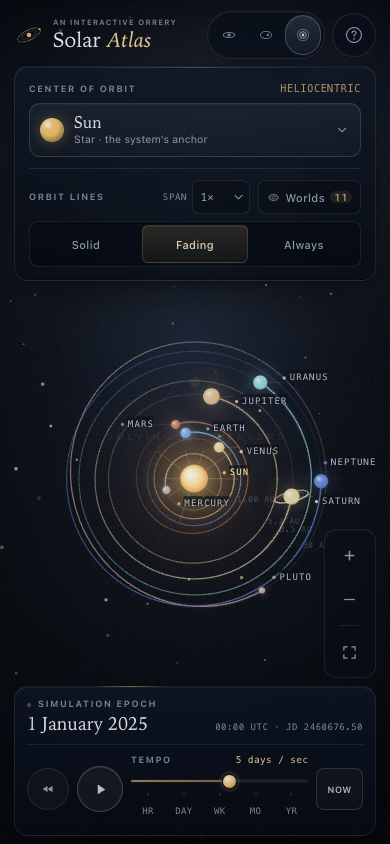 AN INTERACTIVE ORRERY
Solar Atlas
CENTER OF ORBIT
HELIOCENTRIC
Sun
Star · the system's anchor
ORBIT LINES
SPAN
1×
Worlds 11
Solid
Fading
Always
URANUS
JUPITER
MARS
EARTH
VENUS
NEPTUNE
SUN
MERCURY
SATURN
PLUTO
SIMULATION EPOCH
1 January 2025
00:00 UTC · JD 2460676.50
TEMPO
5 days / sec
HR DAY WK MO YR
NOW